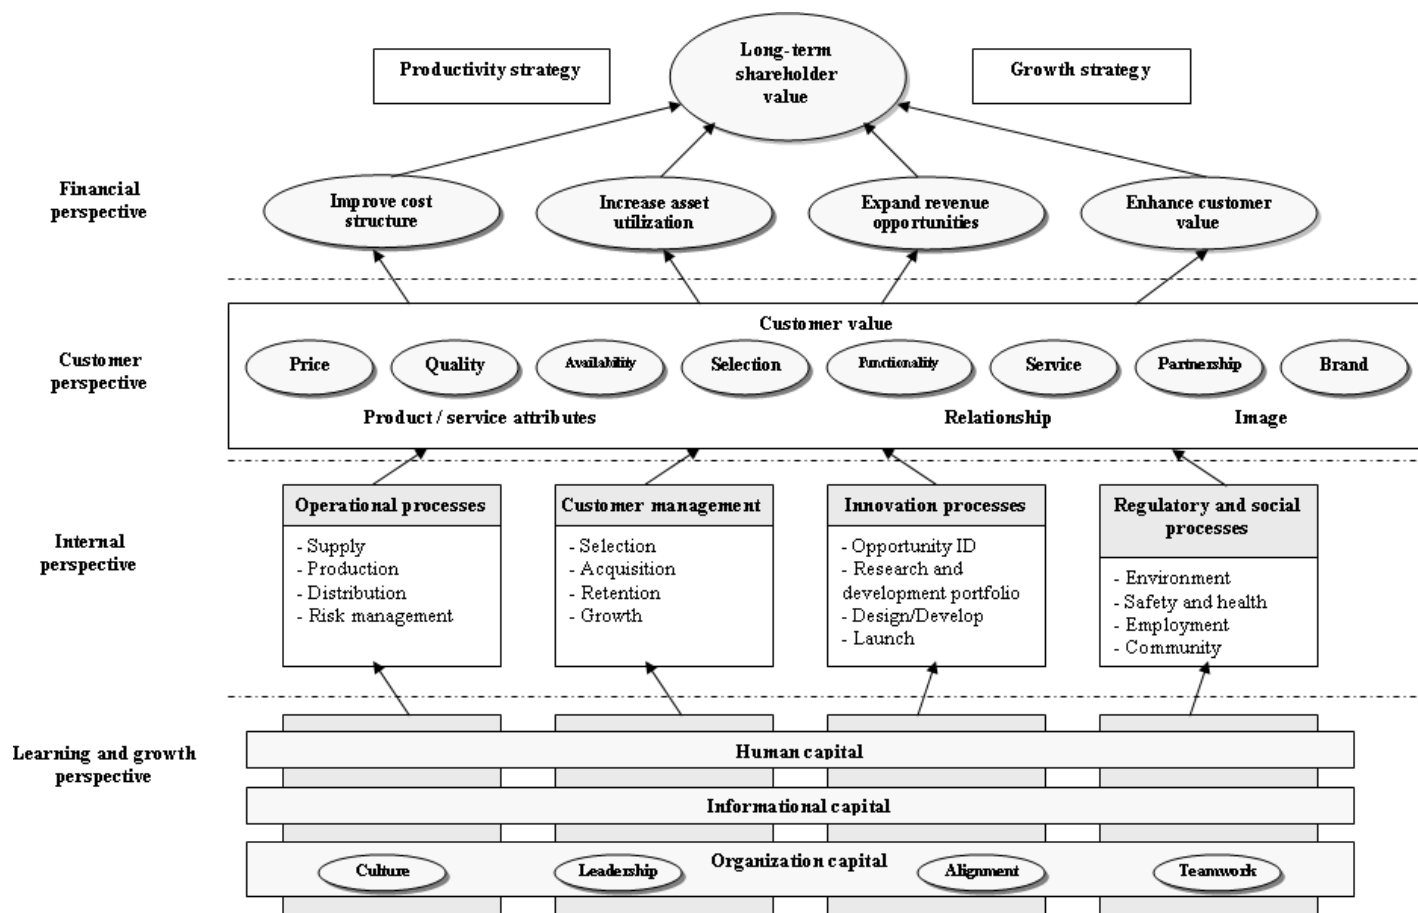 Long-term
shareholder
value
Productivity strategy
Growth strategy
Financial
perspective
Improve cost
structure
Increase asset
utilization
Expand revenue
opportunities
Enhance customer
value
Customer
perspective
Customer value
Price
Quality
Availability
Selection
Functionality
Service
Partnership
Brand
Product / service attributes
Relationship
Image
Internal
perspective
Operational processes
- Supply
- Production
- Distribution
- Risk management
Customer management
- Selection
- Acquisition
- Retention
- Growth
Innovation processes
- Opportunity ID
- Research and
development portfolio
- Design/Develop
- Launch
Regulatory and social
processes
- Environment
- Safety and health
- Employment
- Community
Learning and growth
perspective
Human capital
Informational capital
Organization capital
Culture
Leadership
Alignment
Teamwork